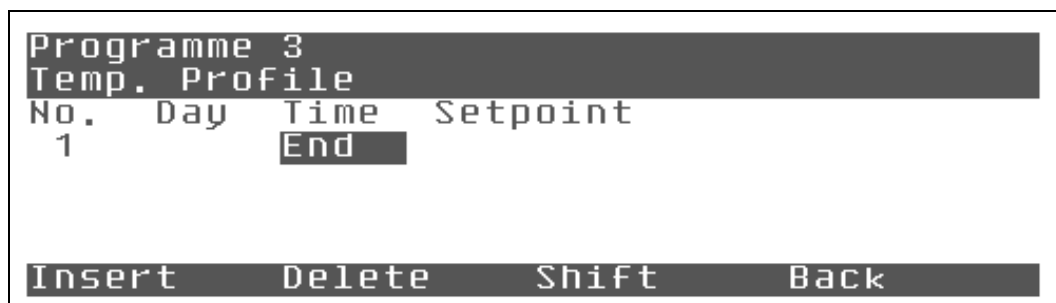 Programme 3
Temp. Profile
No. Day Time Setpoint
1 End
Insert Delete Shift Back